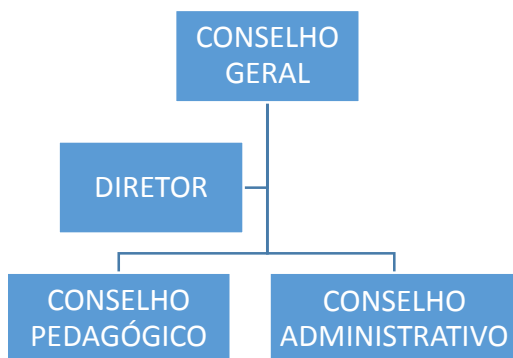 CONSELHO
GERAL
DIRETOR
CONSELHO
PEDAGÓGICO
CONSELHO
ADMINISTRATIVO